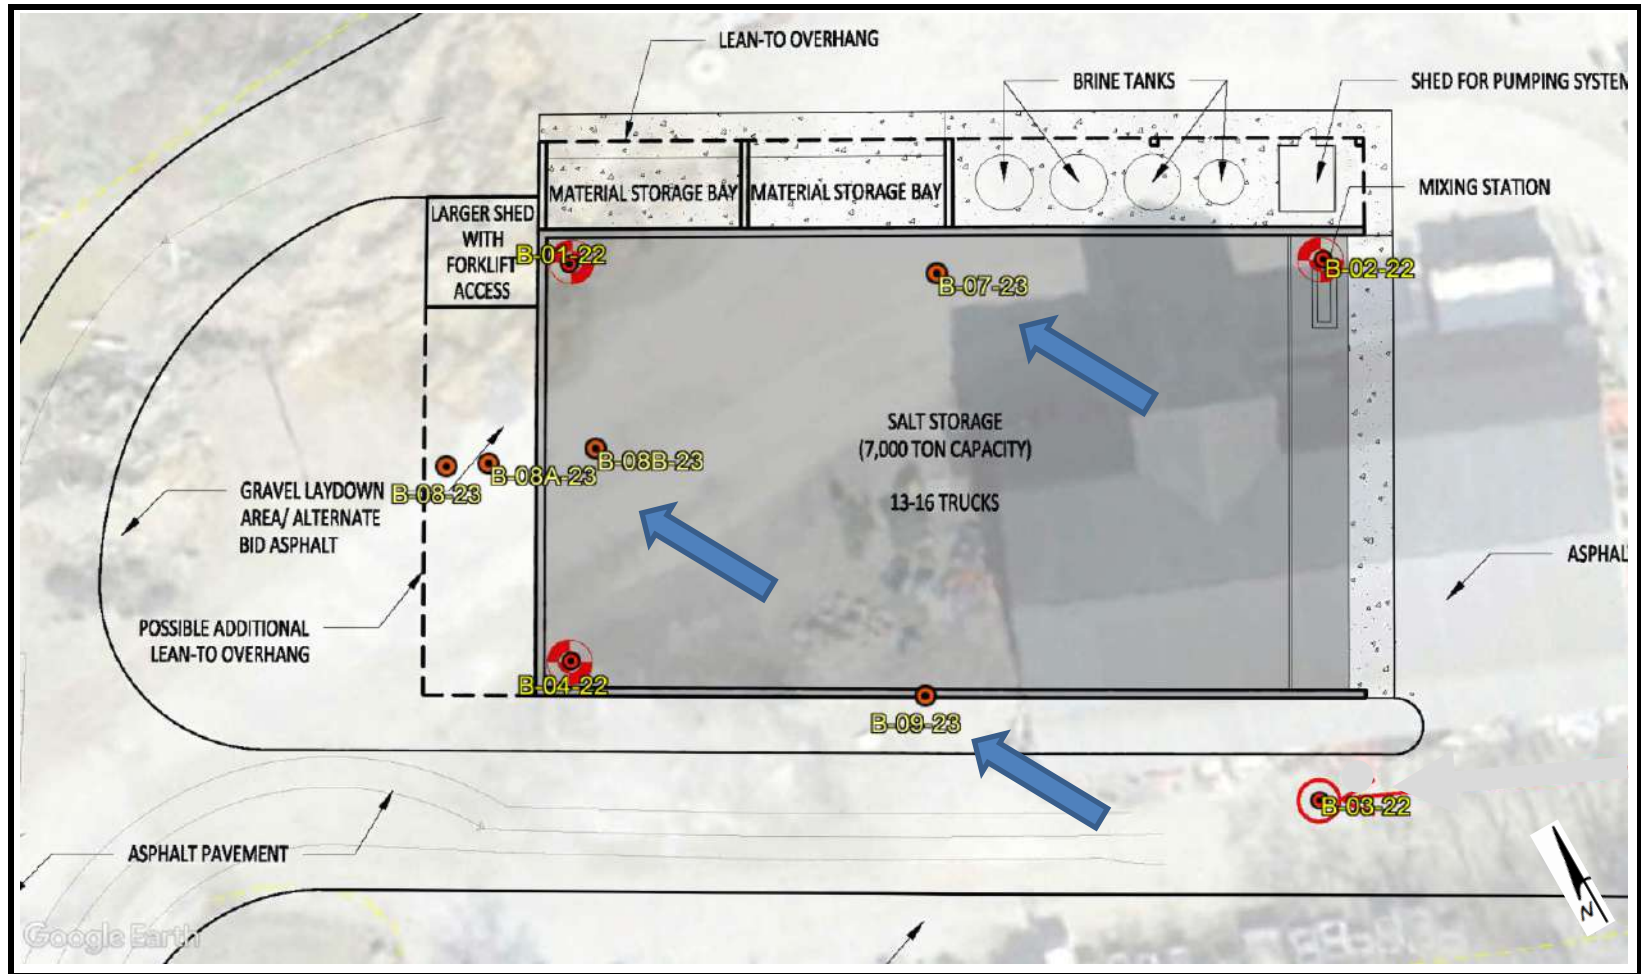 LEAN-TO OVERHANG
BRINE TANKS
SHED FOR PUMPING SYSTEM
MATERIAL STORAGE BAY
MATERIAL STORAGE BAY
MIXING STATION
LARGER SHED
WITH
FORKLIFT
ACCESS
B-01-22
B-07-23
B-02-22
SALT STORAGE
(7,000 TON CAPACITY)
13-16 TRUCKS
B-08-23
B-08A-23
B-08B-23
GRAVEL LAYDOWN
AREA/ ALTERNATE
BID ASPHALT
ASPHAL
POSSIBLE ADDITIONAL
LEAN-TO OVERHANG
B-04-22
B-09-23
B-03-22
ASPHALT PAVEMENT
N
Google Earth